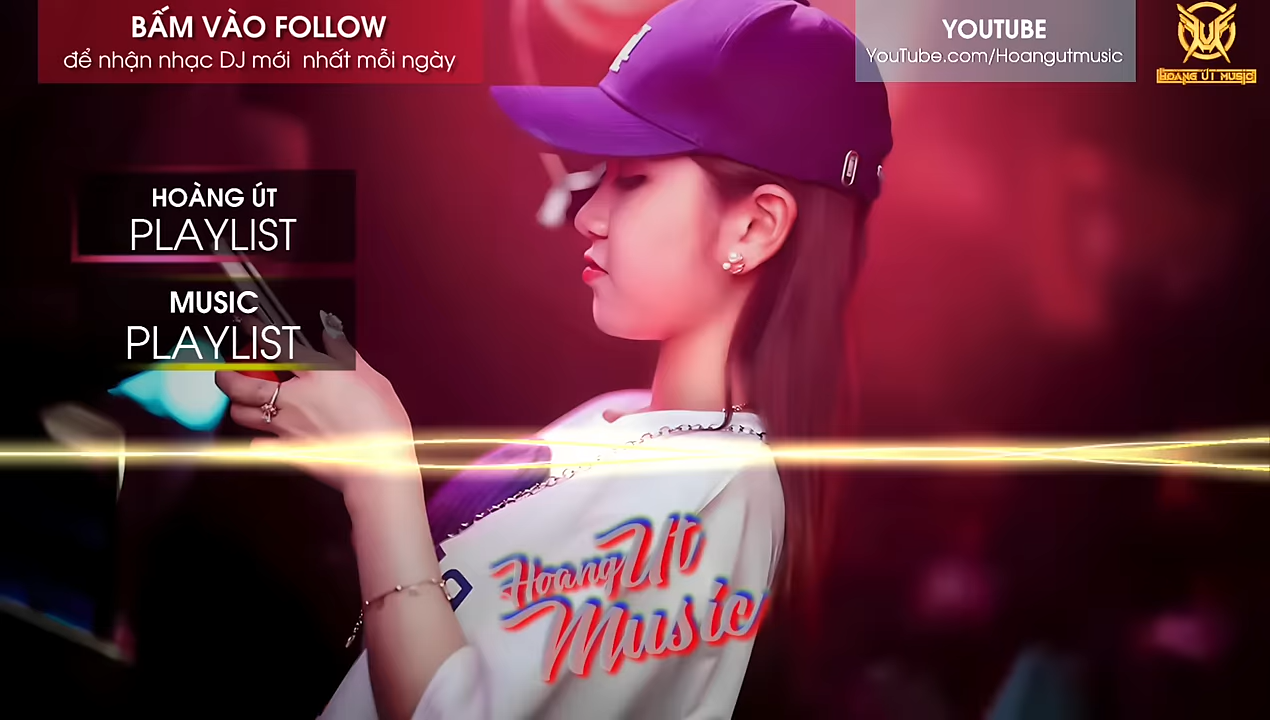 BẤM VÀO FOLLOW
để nhận nhạc DJ mới nhất mỗi ngày
YOUTUBE
YouTube.com/Hoangutmusic
HOANG ÚT MUSIC
HOÀNG ÚT
PLAYLIST
MUSIC
PLAYLIST
Hoang Út
Music